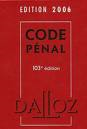 EDITION 2006
CODE
PÉNAL
103e édition
DALLOZ